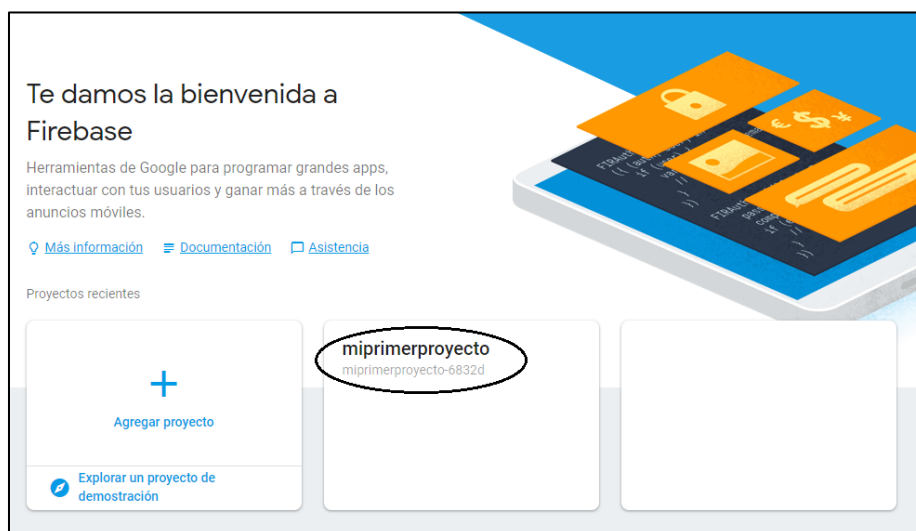 Te damos la bienvenida a
Firebase
Herramientas de Google para programar grandes apps,
interactuar con tus usuarios y ganar más a través de los
anuncios móviles.
Más información Documentación Asistencia
Proyectos recientes
miprimerproyecto
miprimerproyecto-6832d
Agregar proyecto
Explorar un proyecto de
demostración